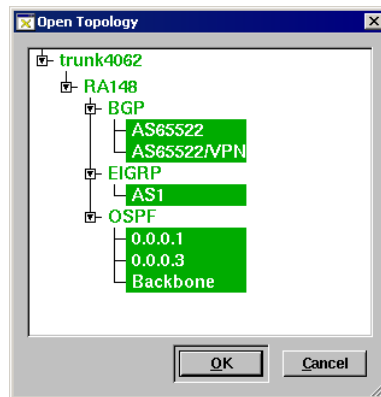 Open Topology
trunk4062
RA148
BGP
AS65522
AS65522/VPN
EIGRP
AS1
OSPF
0.0.0.1
0.0.0.3
Backbone
OK Cancel